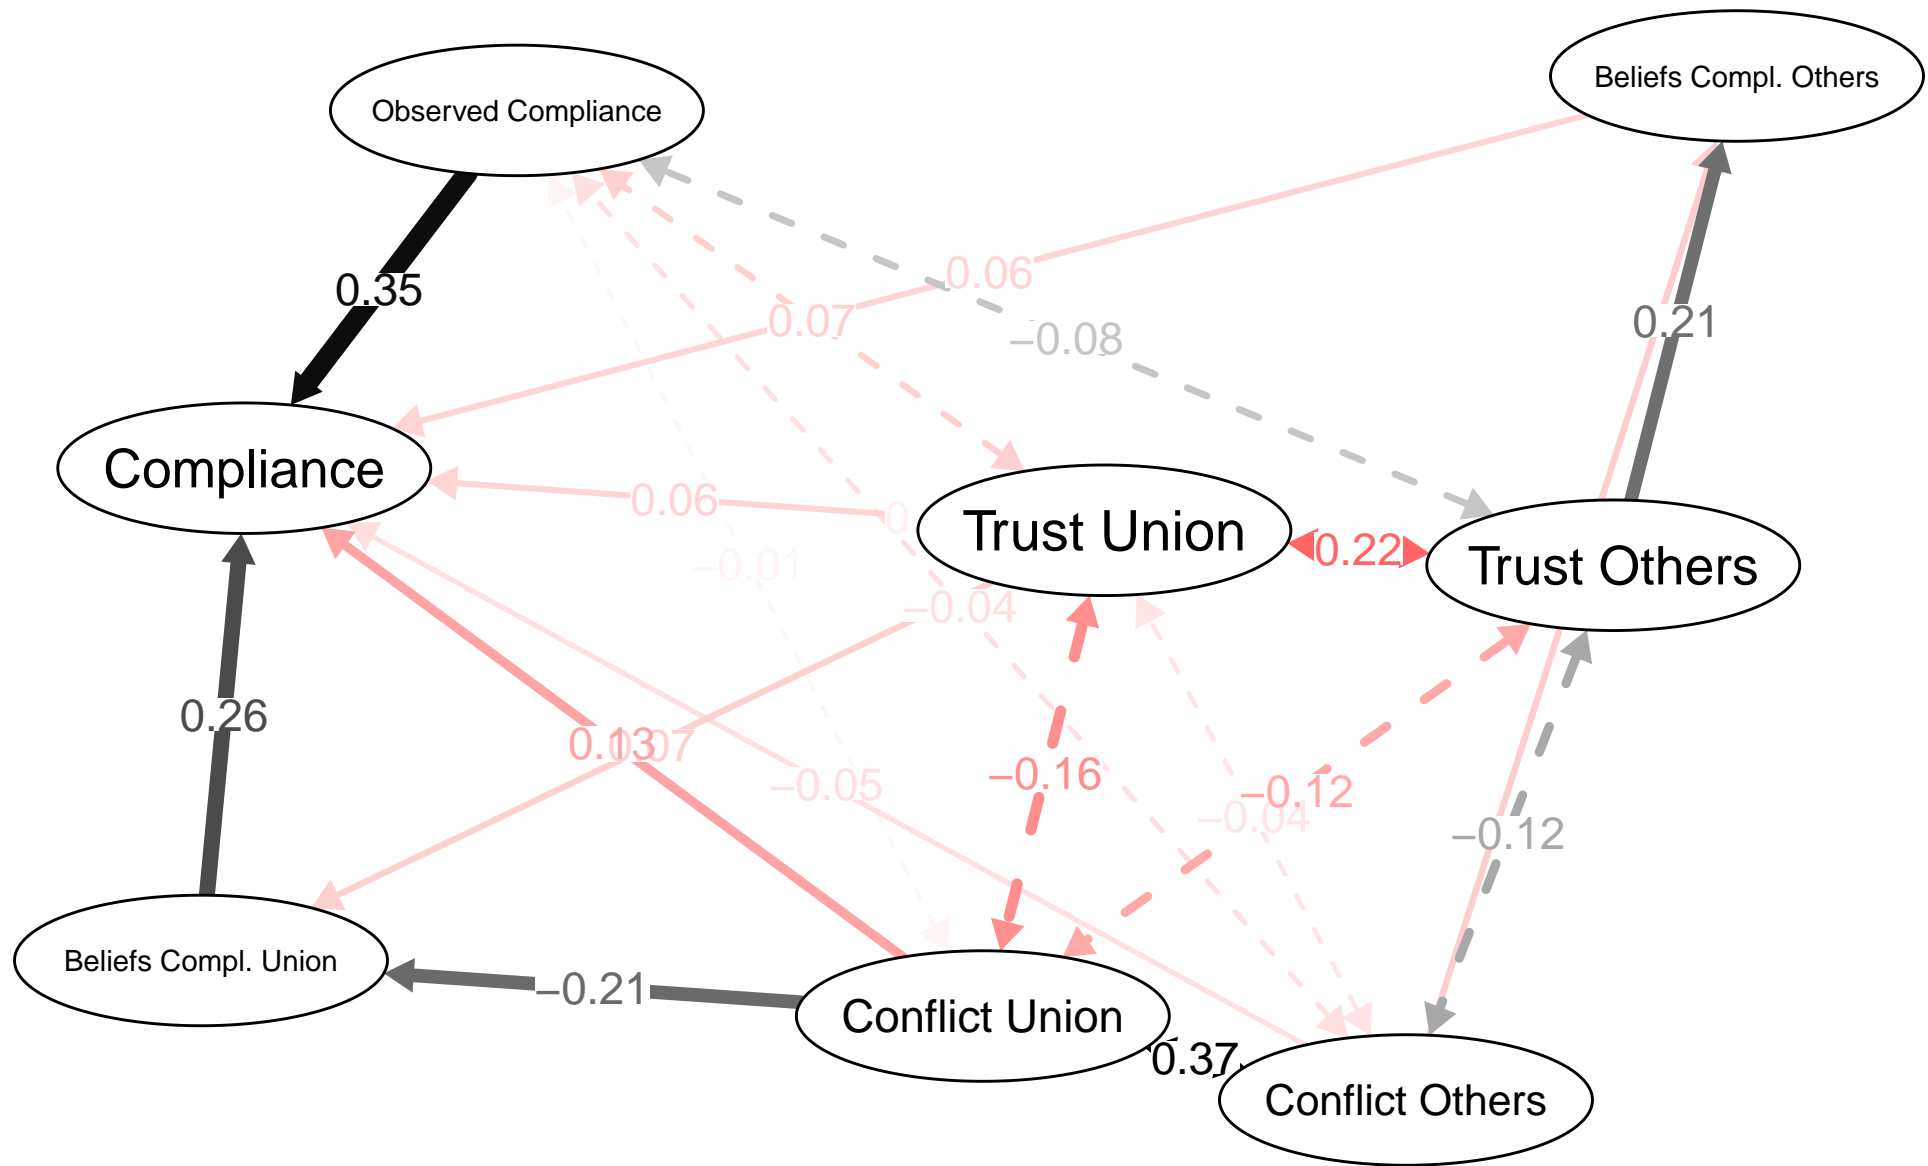 Beliefs Compl. Others
Observed Compliance
0.06
0.35
0.07
0.21
−0.08
Compliance
0.06
Trust Union
0.22
Trust Others
−0.01
−0.04
0.26
0.13
−0.16
−0.05
−0.12
−0.04
−0.12
Beliefs Compl. Union
−0.21
Conflict Union
0.37
Conflict Others